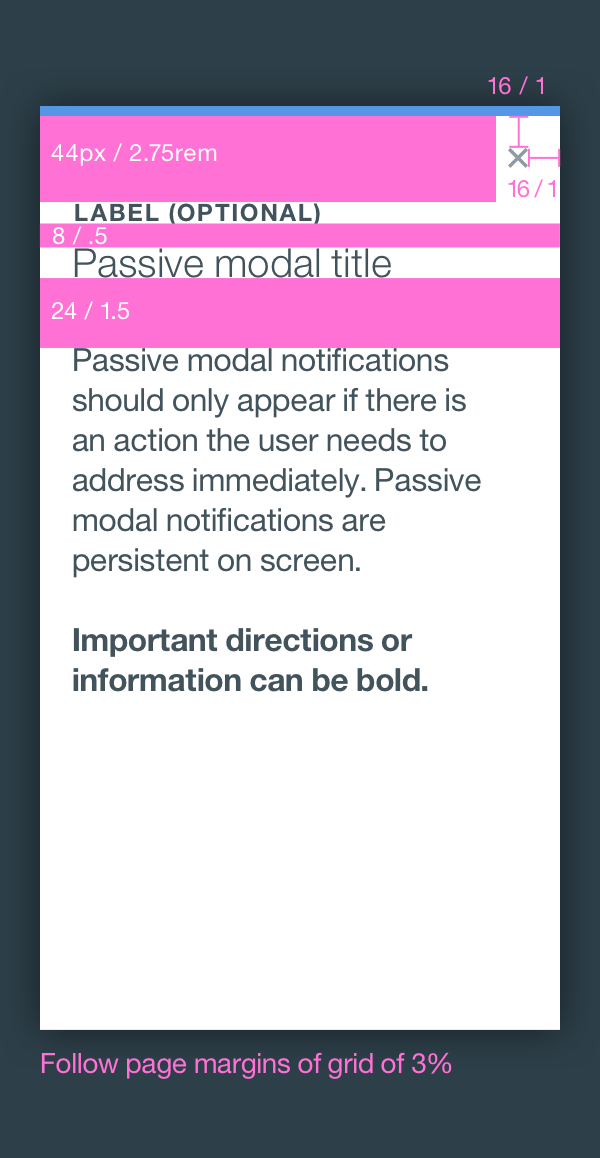 16 / 1
44px / 2.75rem
16 / 1
LABEL (OPTIONAL)
8 / .5
Passive modal title
24 / 1.5
Passive modal notifications
should only appear if there is
an action the user needs to
address immediately. Passive
modal notifications are
persistent on screen.
Important directions or
information can be bold.
Follow page margins of grid of 3%